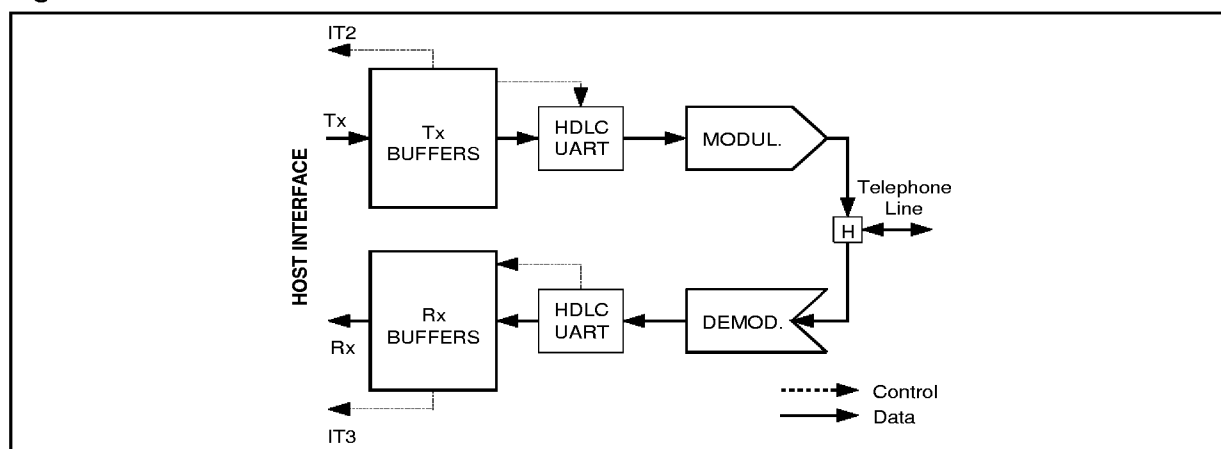 IT2
Tx
Tx
BUFFERS
HDLC
UART
MODUL.
Telephone
Line
H
HOST INTERFACE
Rx
BUFFERS
HDLC
UART
DEMOD.
Rx
IT3
Control
Data